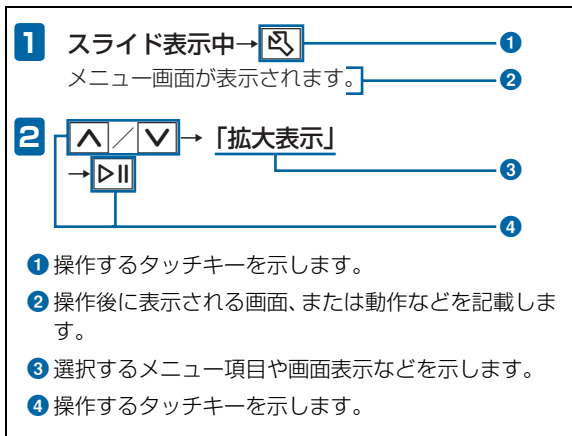 1 スライド表示中→ ❶
メニュー画面が表示されます。 ❷
2 ∧／∨→「拡大表示」
→▷II ❸
❹
❶操作するタッチキーを示します。
❷操作後に表示される画面、または動作などを記載しま
す。
❸選択するメニュー項目や画面表示などを示します。
❹操作するタッチキーを示します。